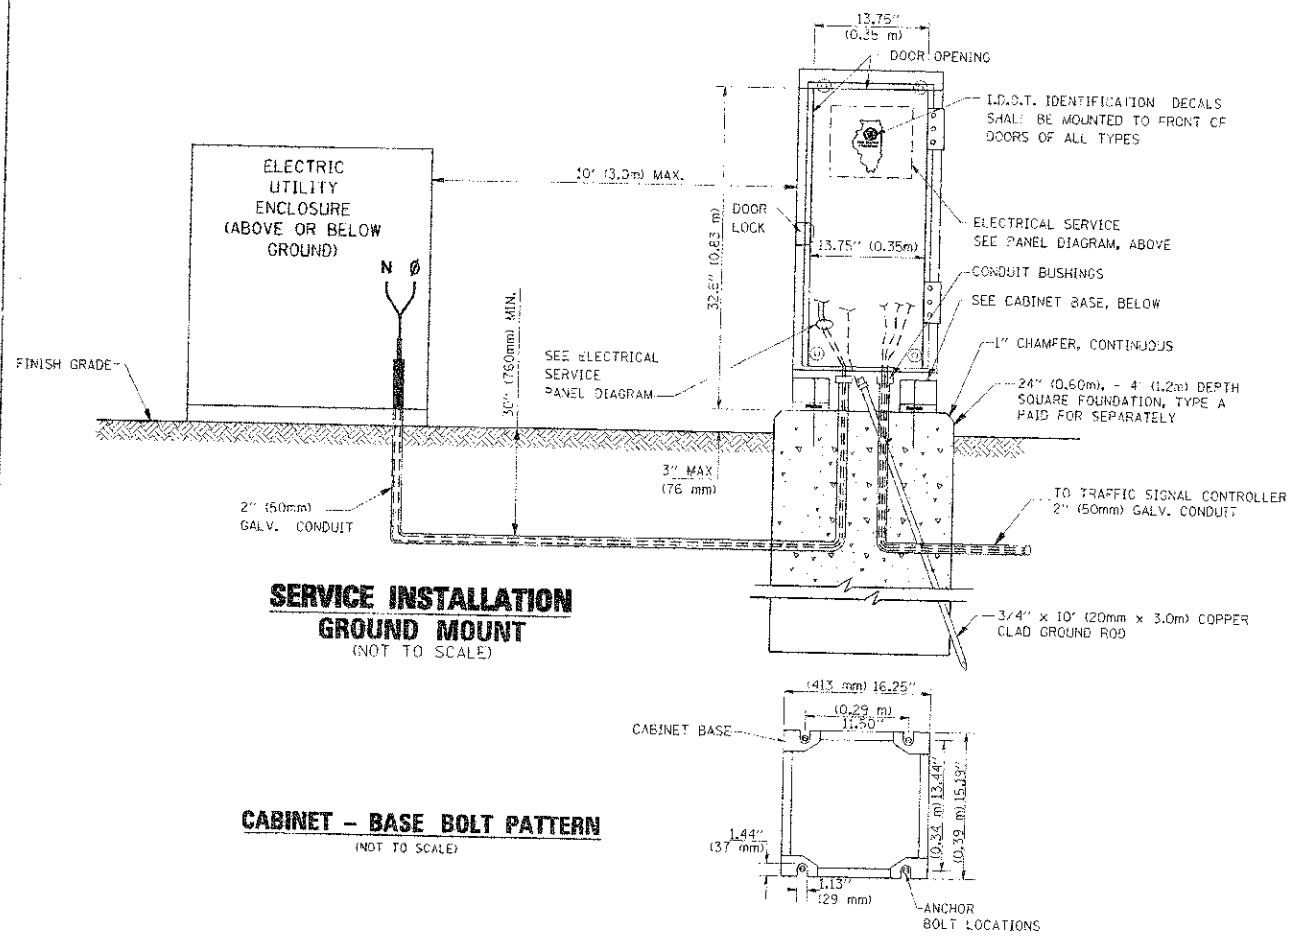 13.75"
(0.35 m)
DOOR OPENING
I.D.O.T. IDENTIFICATION DECALS
SHALL BE MOUNTED TO FRONT OF
DOORS OF ALL TYPES
ELECTRIC
UTILITY
ENCLOSURE
(ABOVE OR BELOW
GROUND)
N Ø
10' (3.0m) MAX.
32.6" (0.83 m)
DOOR
LOCK
13.75" (0.35m)
ELECTRICAL SERVICE
SEE PANEL DIAGRAM, ABOVE
CONDUIT BUSHINGS
SEE CABINET BASE, BELOW
1" CHAMFER, CONTINUOUS
24" (0.60m), - 4' (1.2m) DEPTH
SQUARE FOUNDATION, TYPE A
PAID FOR SEPARATELY
FINISH GRADE
30" (760mm) MIN.
SEE ELECTRICAL
SERVICE
PANEL DIAGRAM
3" MAX
(76 mm)
2" (50mm)
GALV. CONDUIT
TO TRAFFIC SIGNAL CONTROLLER
2" (50mm) GALV. CONDUIT
3/4" x 10' (20mm x 3.0m) COPPER
CLAD GROUND ROD
SERVICE INSTALLATION
GROUND MOUNT
(NOT TO SCALE)
(413 mm) 16.25"
(0.29 m)
11.50"
CABINET BASE
(0.34 m) 13.44"
(0.39 m) 15.19"
1.44"
(37 mm)
1.13"
(29 mm)
ANCHOR
BOLT LOCATIONS
CABINET - BASE BOLT PATTERN
(NOT TO SCALE)